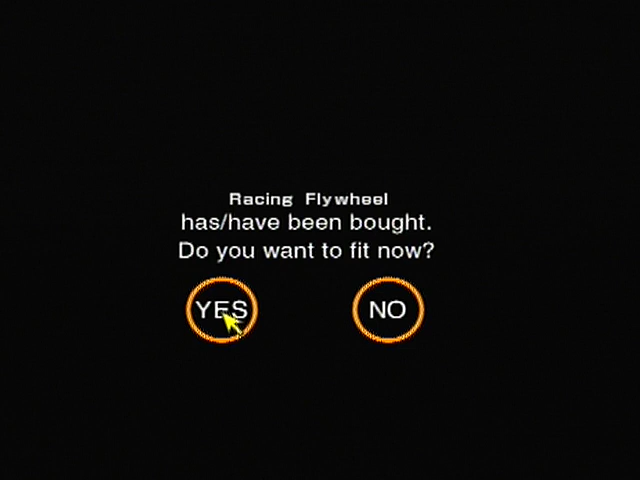 Racing Flywheel
has/have been bought.
Do you want to fit now?
YES NO